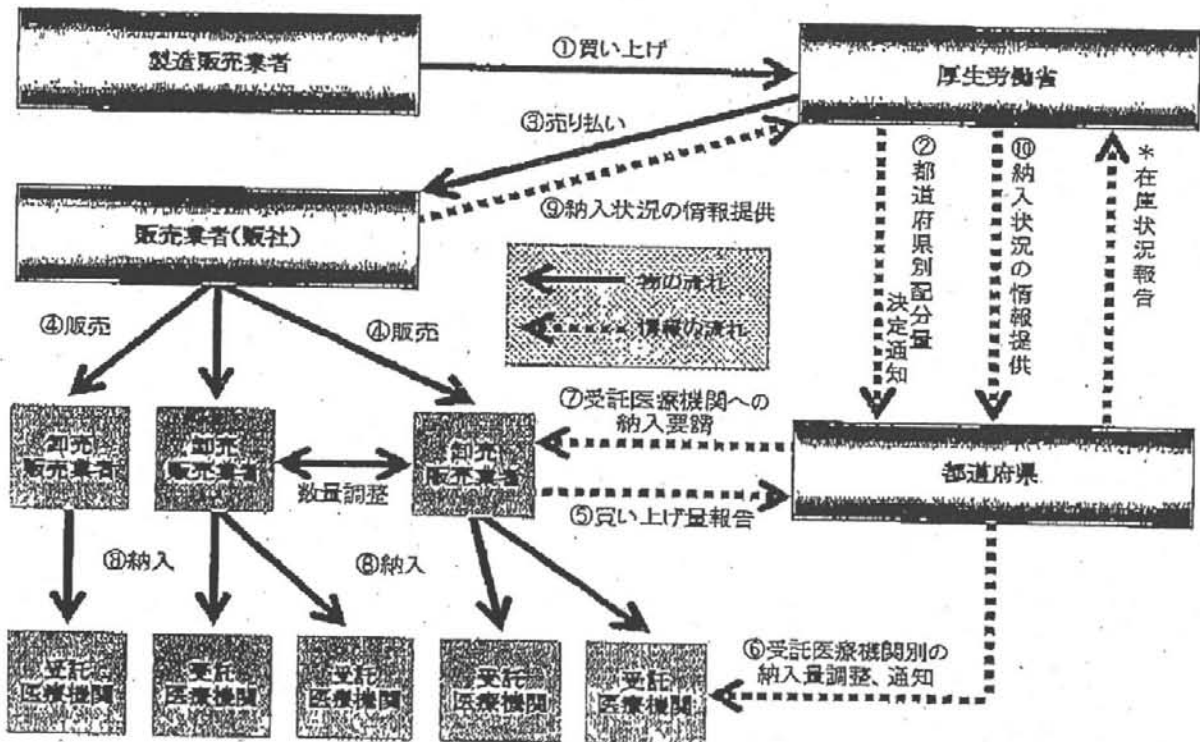 製造販売業者
①買い上げ
厚生労働省
③売り払い
⑨納入状況の情報提供
②都道府県別配分量
決定通知
⑩納入状況の情報提供
*在庫状況報告
販売業者(販社)
物の流れ
情報の流れ
④販売
④販売
卸売
販売業者
卸売
販売業者
卸売
販売業者
数量調整
⑦受託医療機関への
納入要請
⑤買い上げ量報告
都道府県
⑧納入
⑧納入
⑥受託医療機関別の
納入量調整、通知
受託
医療機関
受託
医療機関
受託
医療機関
受託
医療機関
受託
医療機関